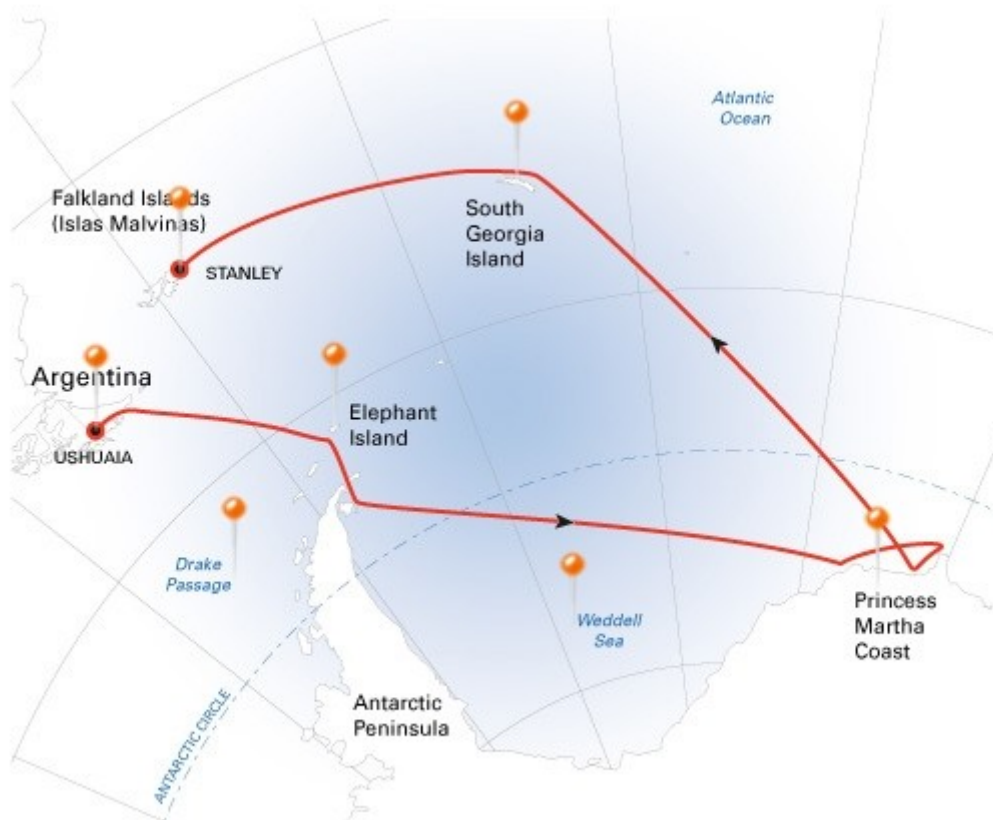 Atlantic
Ocean
Falkland Islands
(Islas Malvinas)
South
Georgia
Island
STANLEY
Argentina
Elephant
Island
USHUAIA
Drake
Passage
Weddell
Sea
Princess
Martha
Coast
Antarctic
Peninsula
ANTARCTIC CIRCLE